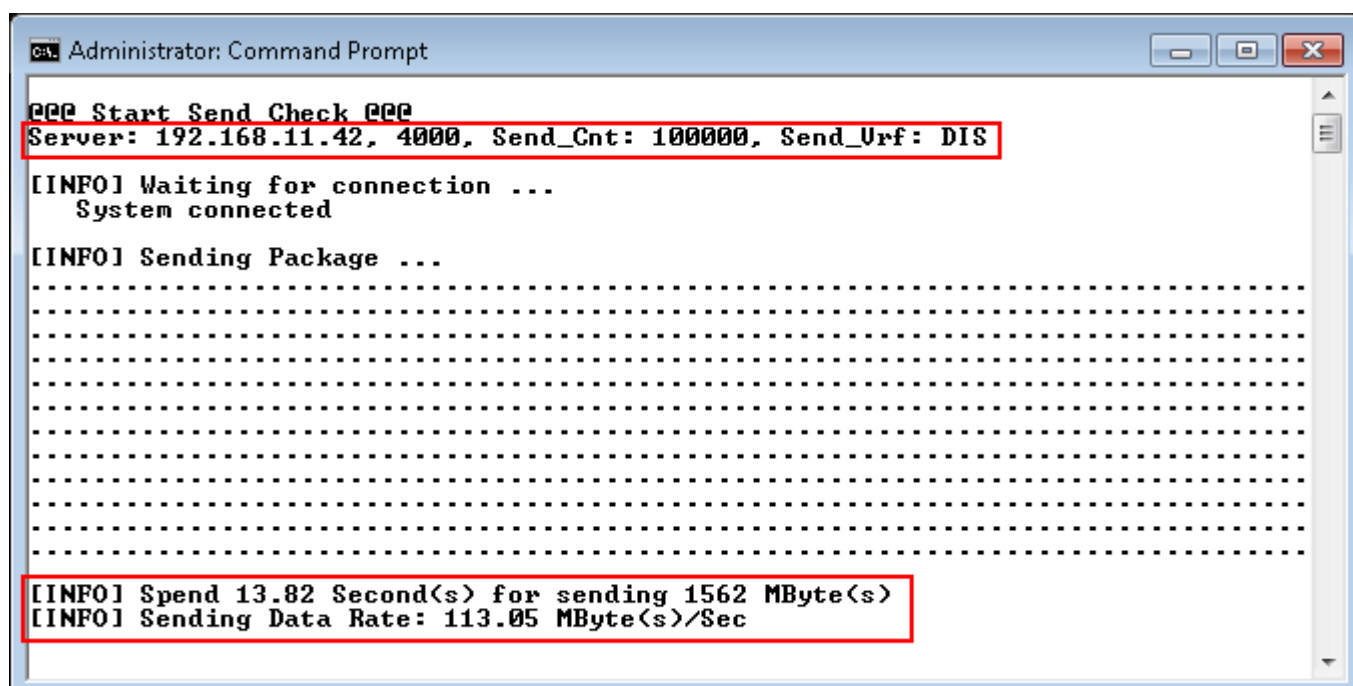 Administrator: Command Prompt
@@@ Start Send Check @@@
Server: 192.168.11.42, 4000, Send_Cnt: 100000, Send_Vrf: DIS
[INFO] Waiting for connection ...
System connected
[INFO] Sending Package ...
................................................................................
................................................................................
................................................................................
................................................................................
................................................................................
................................................................................
................................................................................
................................................................................
................................................................................
................................................................................
................................................................................
................................................................................
[INFO] Spend 13.82 Second(s) for sending 1562 MByte(s)
[INFO] Sending Data Rate: 113.05 MByte(s)/Sec